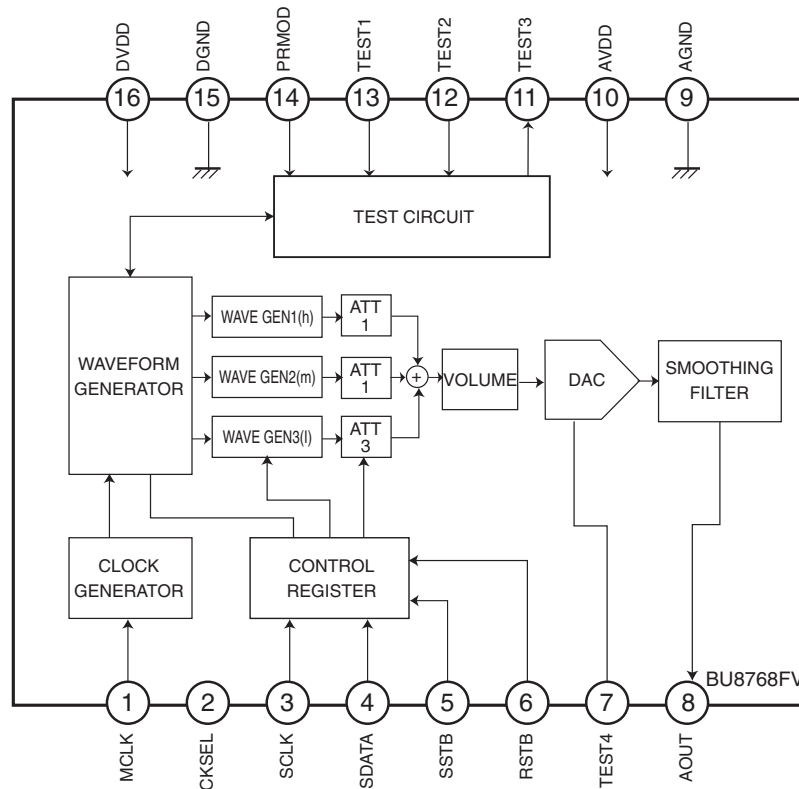 DVDD
DGND
PRMOD
TEST1
TEST2
TEST3
AVDD
AGND
16
15
14
13
12
11
10
9
TEST CIRCUIT
WAVEFORM
GENERATOR
WAVE GEN1(h)
ATT
1
WAVE GEN2(m)
ATT
1
WAVE GEN3(l)
ATT
3
+
VOLUME
DAC
SMOOTHING
FILTER
CLOCK
GENERATOR
CONTROL
REGISTER
BU8768FV
1
2
3
4
5
6
7
8
MCLK
CKSEL
SCLK
SDATA
SSTB
RSTB
TEST4
AOUT